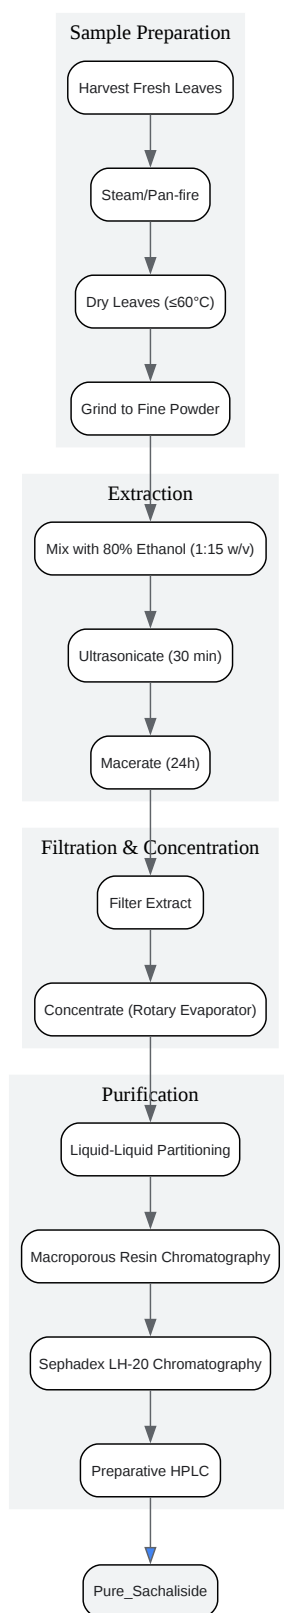 Sample Preparation
Harvest Fresh Leaves
Steam/Pan-fire
Dry Leaves (≤60°C)
Grind to Fine Powder
Extraction
Mix with 80% Ethanol (1:15 w/v)
Ultrasonicate (30 min)
Macerate (24h)
Filtration & Concentration
Filter Extract
Concentrate (Rotary Evaporator)
Purification
Liquid-Liquid Partitioning
Macroporous Resin Chromatography
Sephadex LH-20 Chromatography
Preparative HPLC
Pure_Sachaliside